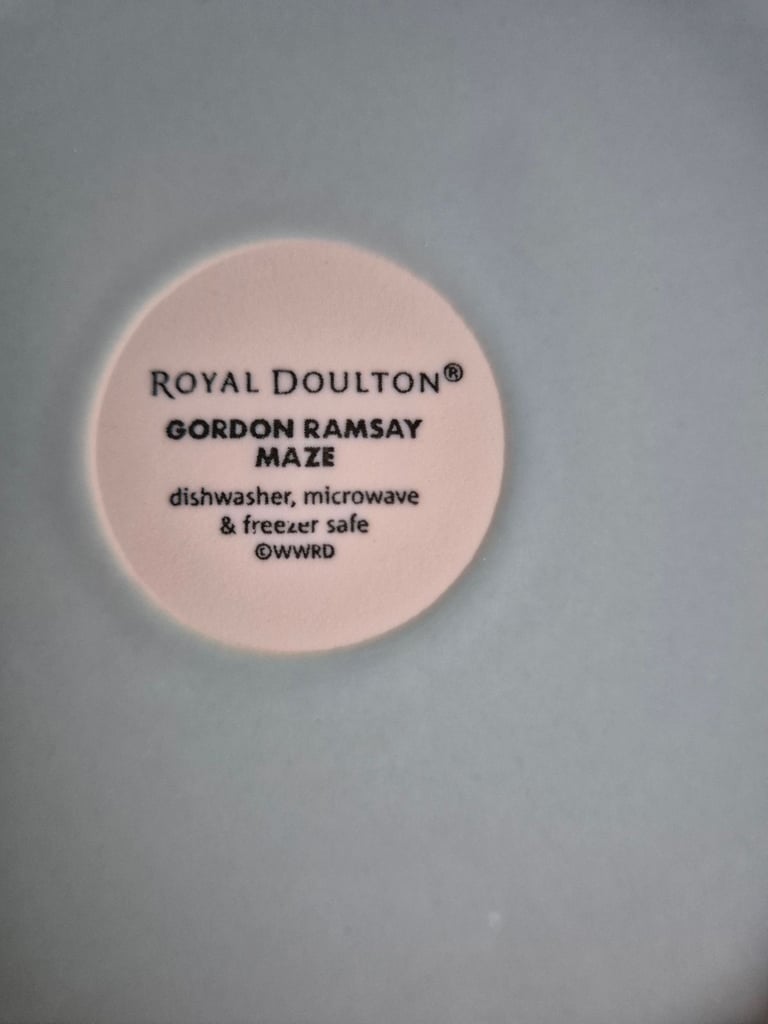 ROYAL DOULTON®
GORDON RAMSAY
MAZE
dishwasher, microwave
& freezer safe
©WWRD